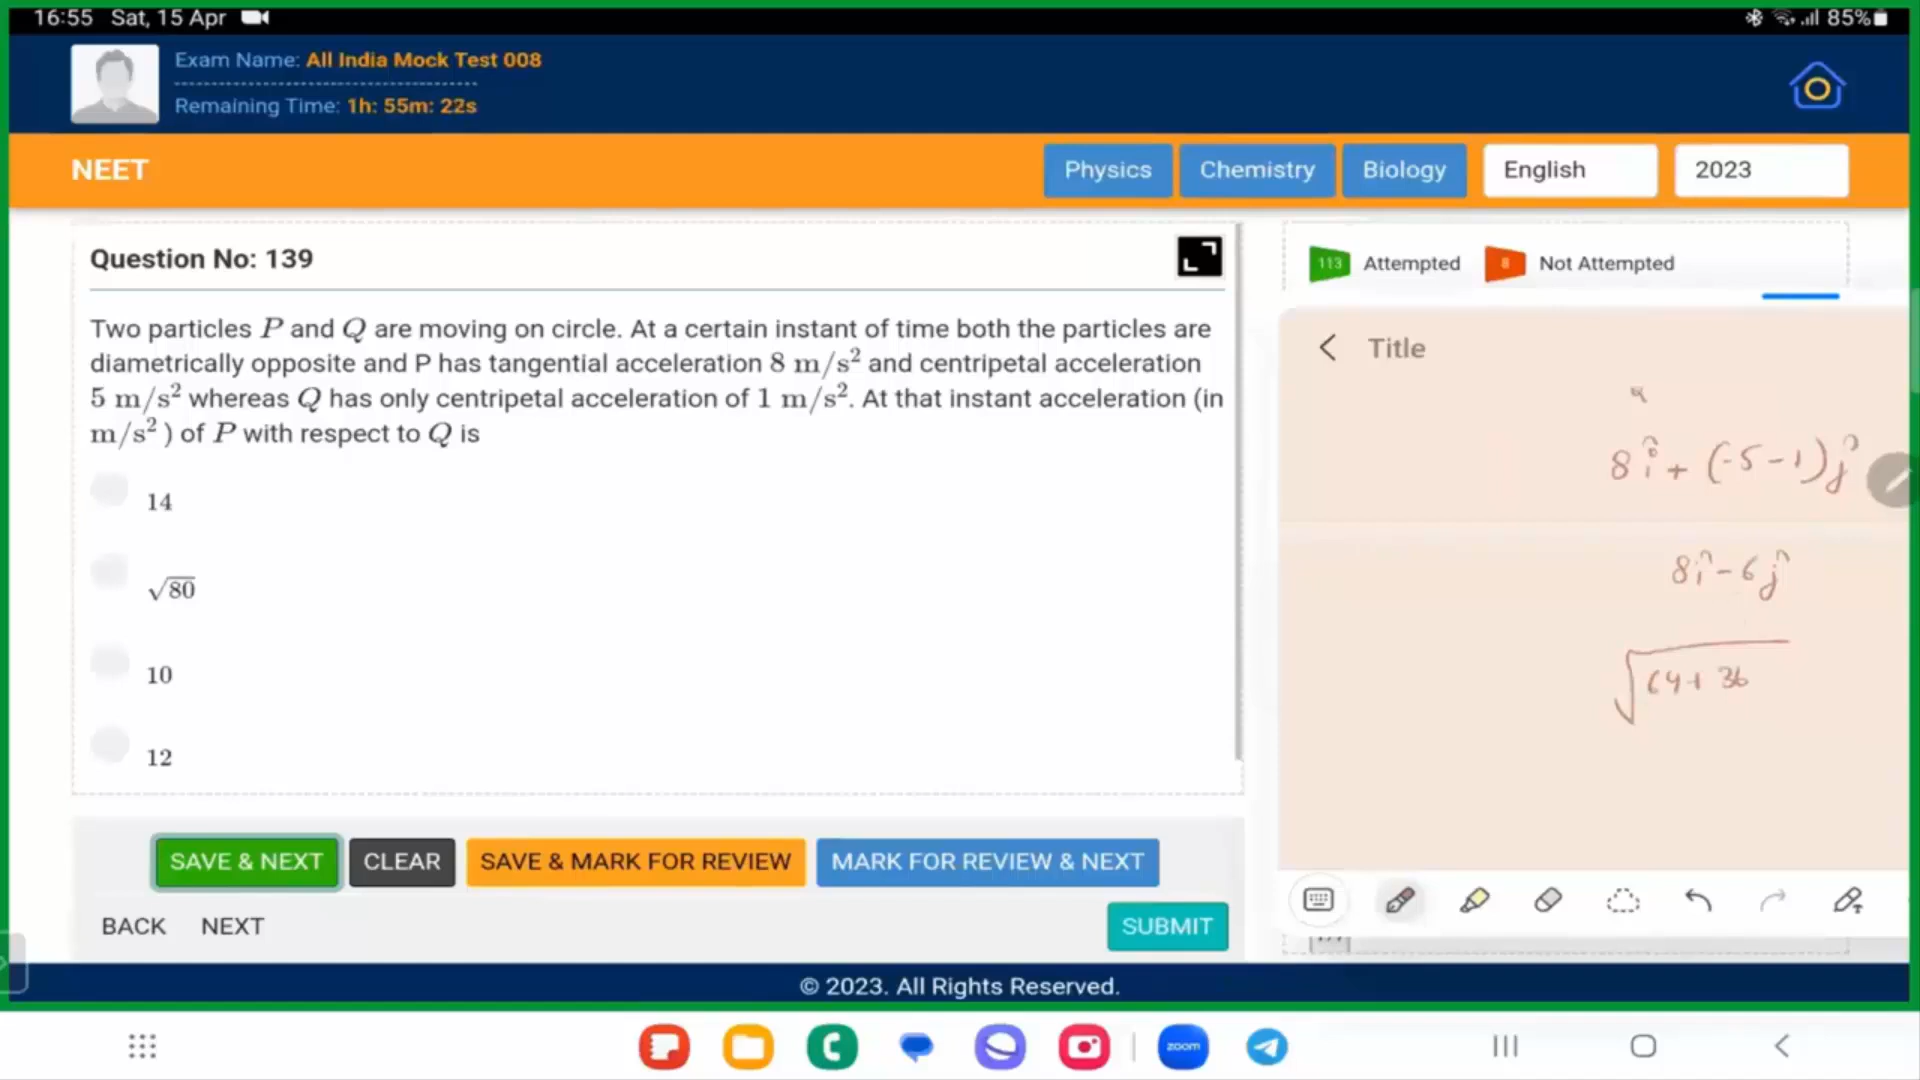 16:55 Sat, 15 Apr 85%
Exam Name: All India Mock Test 008
Remaining Time: 1h: 55m: 22s
NEET Physics Chemistry Biology English 2023
Question No: 139
Two particles P and Q are moving on circle. At a certain instant of time both the particles are
diametrically opposite and P has tangential acceleration 8 m/s² and centripetal acceleration
5 m/s² whereas Q has only centripetal acceleration of 1 m/s². At that instant acceleration (in
m/s² ) of P with respect to Q is
14
√80
10
12
SAVE & NEXT CLEAR SAVE & MARK FOR REVIEW MARK FOR REVIEW & NEXT
BACK NEXT SUBMIT
113 Attempted 8 Not Attempted
Title
8î + (-5-1)ĵ
8î - 6ĵ
√64+36
© 2023. All Rights Reserved.
zoom